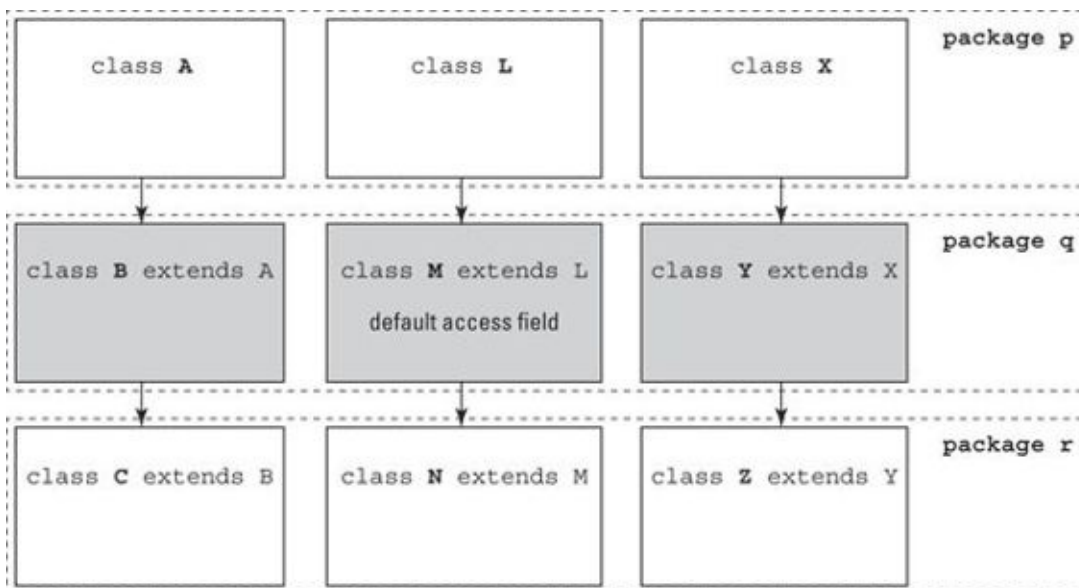 class A
class L
class X
package p
class B extends A
class M extends L
default access field
class Y extends X
package q
class C extends B
class N extends M
class Z extends Y
package r